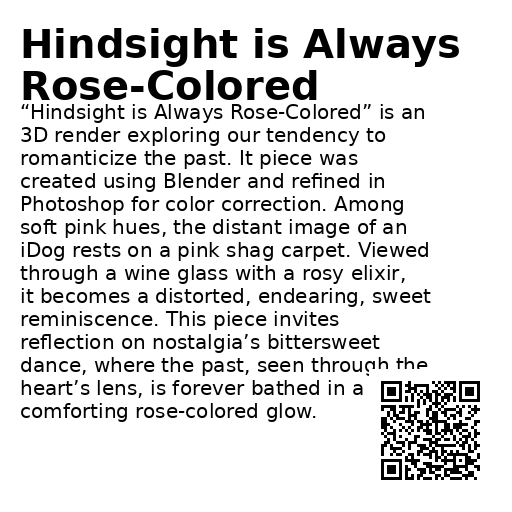 Hindsight is Always
Rose-Colored
“Hindsight is Always Rose-Colored” is an
3D render exploring our tendency to
romanticize the past. It piece was
created using Blender and refined in
Photoshop for color correction. Among
soft pink hues, the distant image of an
iDog rests on a pink shag carpet. Viewed
through a wine glass with a rosy elixir,
it becomes a distorted, endearing, sweet
reminiscence. This piece invites
reflection on nostalgia’s bittersweet
dance, where the past, seen through the
heart’s lens, is forever bathed in a
comforting rose-colored glow.